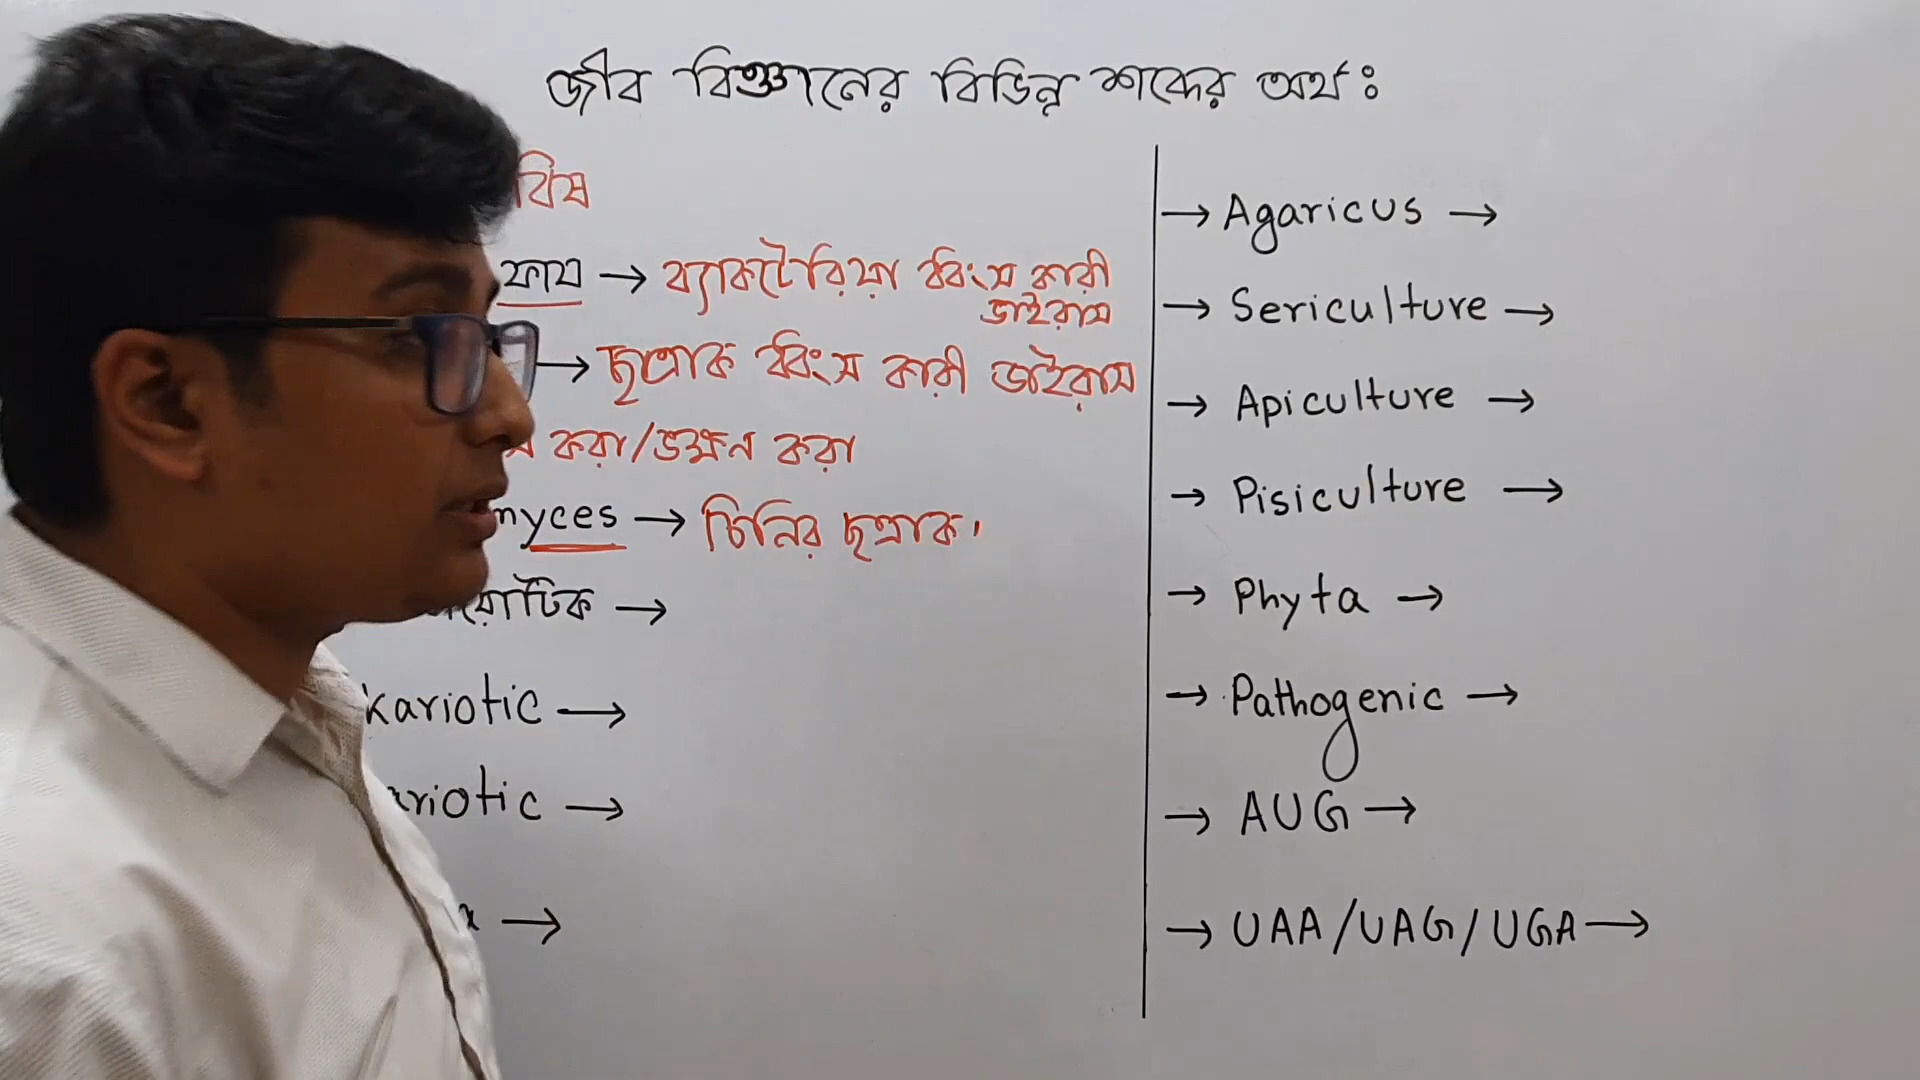 জীব বিজ্ঞানের বিভিন্ন শব্দের অর্থঃ
বিষ
ফায → ব্যাকটেরিয়া ধ্বংস কারী
ভাইরাস
→ ছত্রাক ধ্বংস কারী ভাইরাস
করা/ভক্ষন করা
myces → চিনির ছত্রাক।
→
kariotic →
riotic →
x →
→ Agaricus →
→ Sericulture →
→ Apiculture →
→ Pisiculture →
→ Phyta →
→ Pathogenic →
→ AUG →
→ UAA/UAG/UGA →